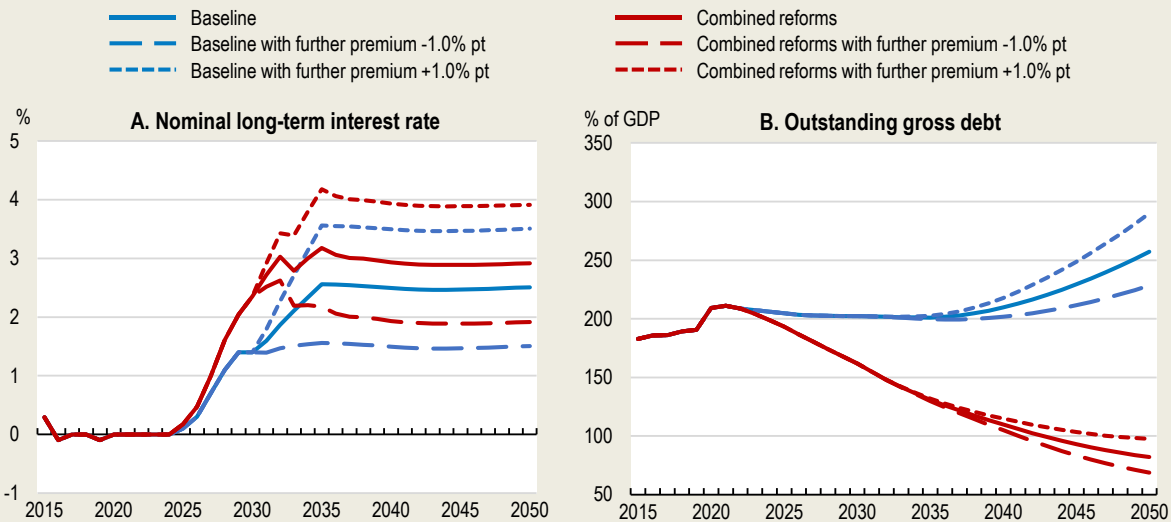 Baseline
Baseline with further premium -1.0% pt
Baseline with further premium +1.0% pt
Combined reforms
Combined reforms with further premium -1.0% pt
Combined reforms with further premium +1.0% pt
%
A. Nominal long-term interest rate
5
4
3
2
1
0
-1
2015 2020 2025 2030 2035 2040 2045 2050
% of GDP
B. Outstanding gross debt
350
300
250
200
150
100
50
2015 2020 2025 2030 2035 2040 2045 2050